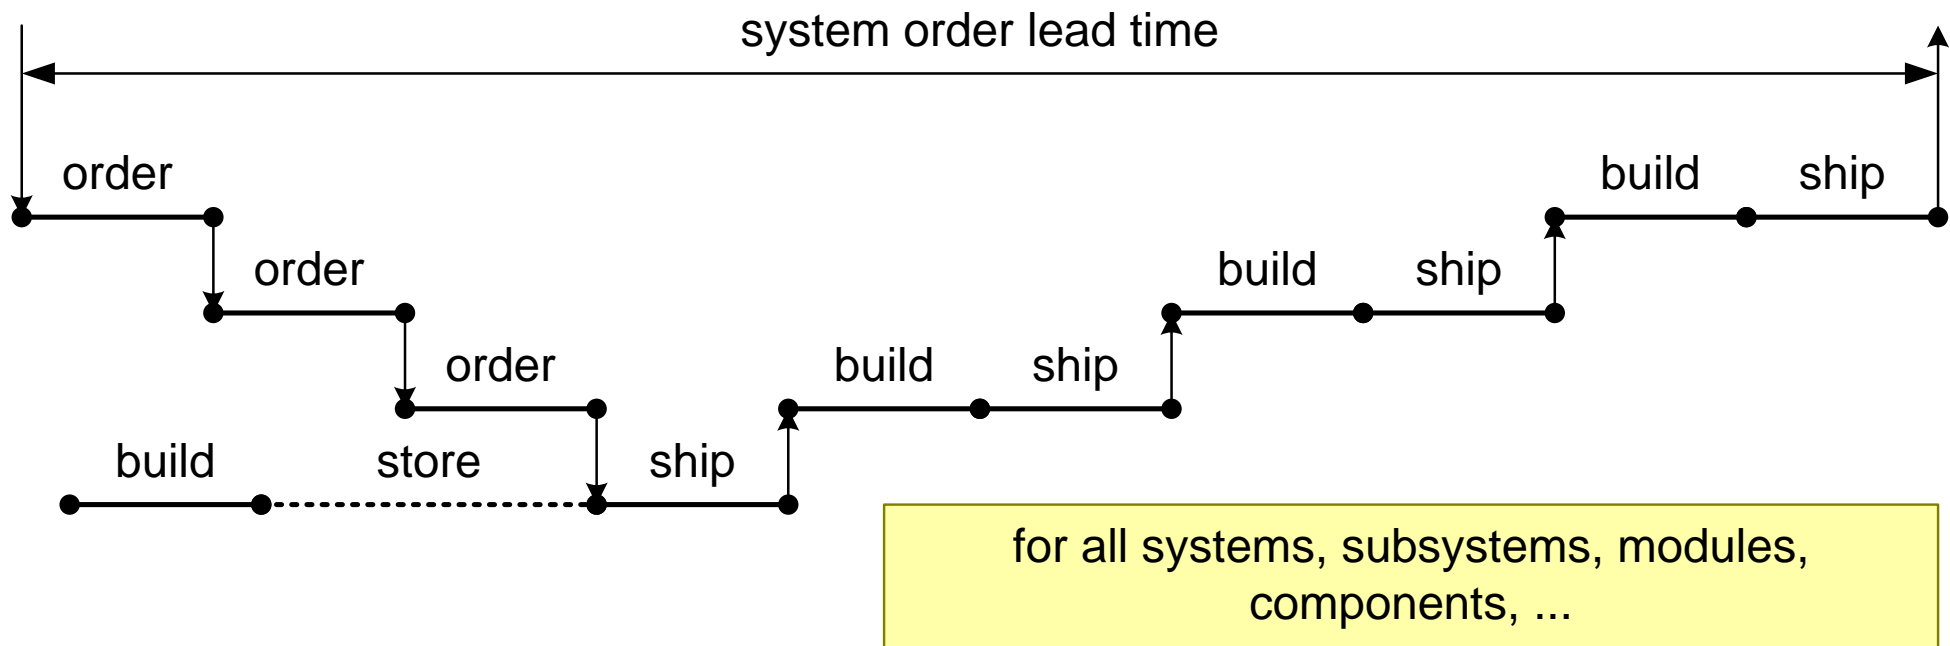 system order lead time
order
build ship
order
build ship
order
build ship
build store ship
for all systems, subsystems, modules,
components, ...